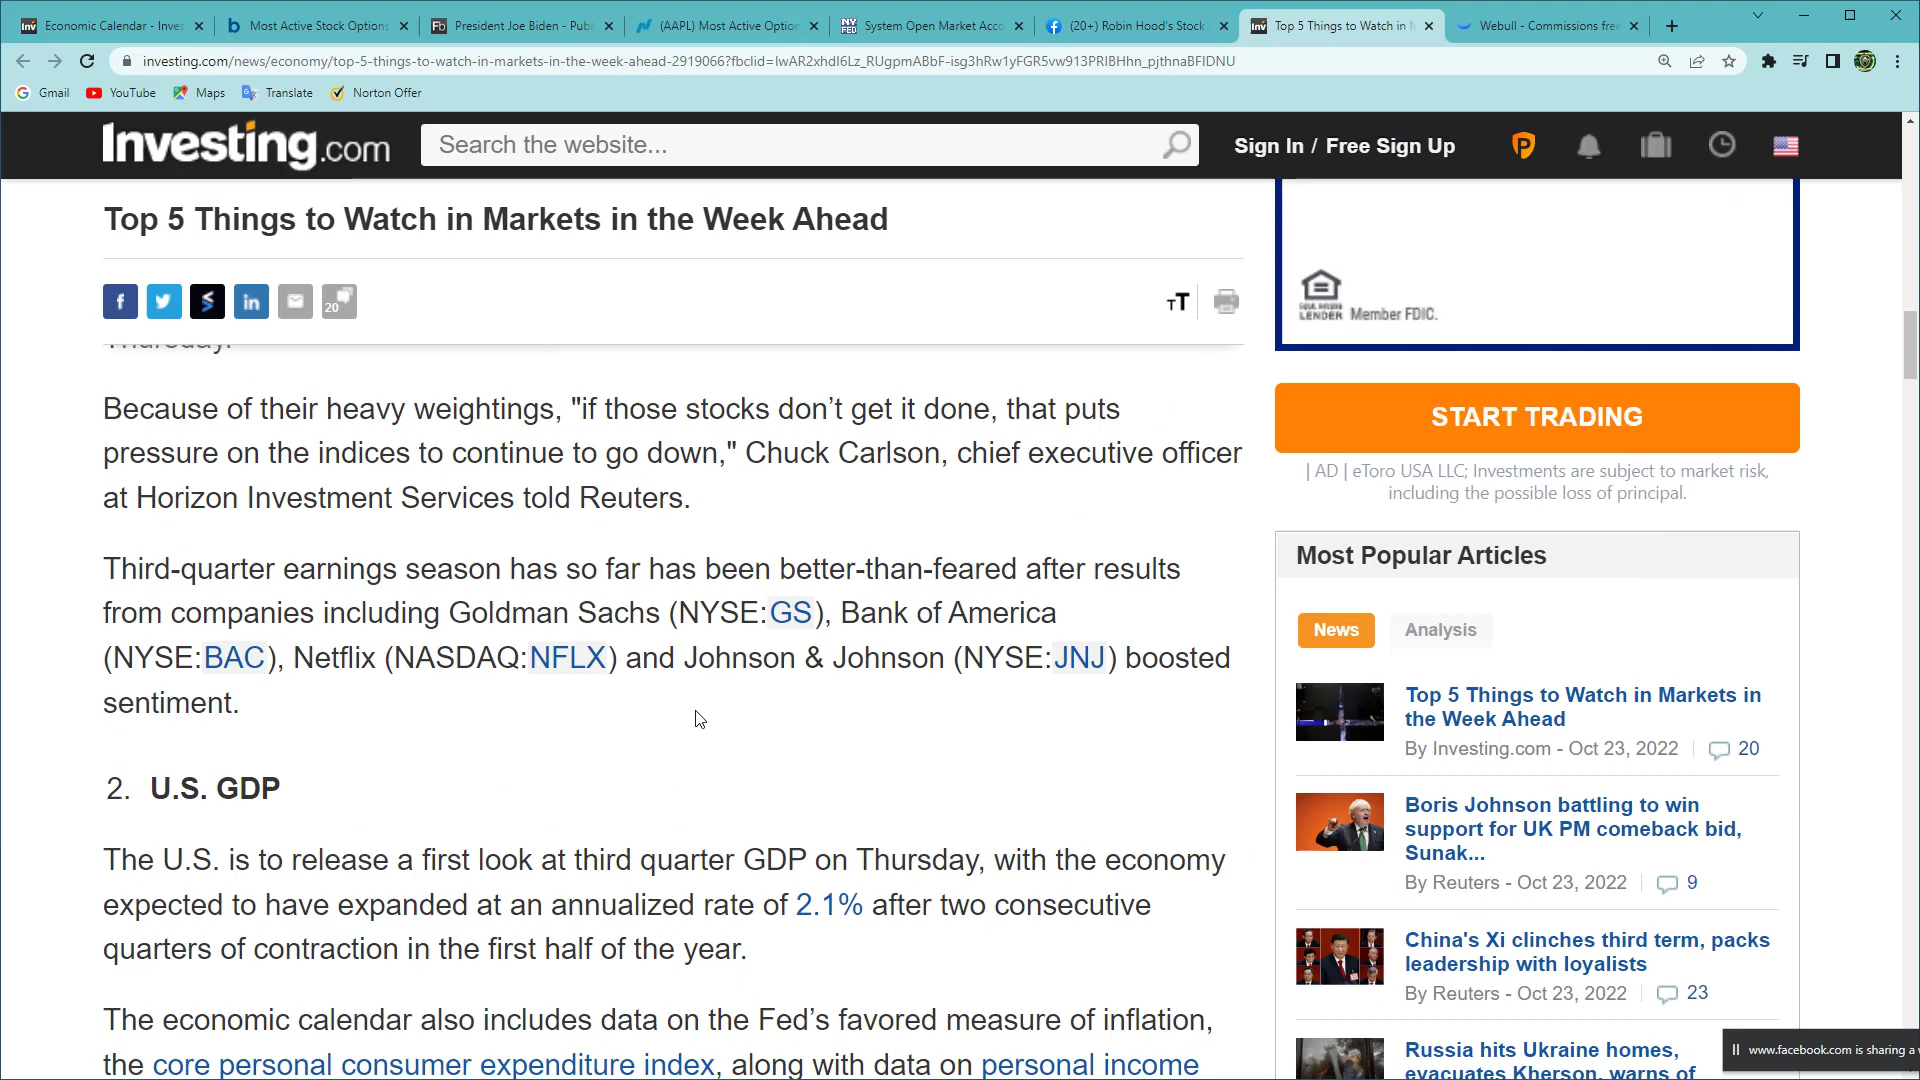 Economic Calendar - Inves
Most Active Stock Options
President Joe Biden - Publ
(AAPL) Most Active Option
System Open Market Acco
(20+) Robin Hood's Stock
Top 5 Things to Watch in M
Webull - Commissions free
investing.com/news/economy/top-5-things-to-watch-in-markets-in-the-week-ahead-2919066?fbclid=IwAR2xhdI6Lz_RUgpmABbF-isg3hRw1yFGR5vw913PRIBHhn_pjthnaBFIDNU
Gmail
YouTube
Maps
Translate
Norton Offer
Investing.com
Search the website...
Sign In / Free Sign Up
Top 5 Things to Watch in Markets in the Week Ahead
20
TT
LENDER Member FDIC.
Thursday.
Because of their heavy weightings, "if those stocks don’t get it done, that puts
pressure on the indices to continue to go down," Chuck Carlson, chief executive officer
at Horizon Investment Services told Reuters.
Third-quarter earnings season has so far has been better-than-feared after results
from companies including Goldman Sachs (NYSE:GS), Bank of America
(NYSE:BAC), Netflix (NASDAQ:NFLX) and Johnson & Johnson (NYSE:JNJ) boosted
sentiment.
2. U.S. GDP
The U.S. is to release a first look at third quarter GDP on Thursday, with the economy
expected to have expanded at an annualized rate of 2.1% after two consecutive
quarters of contraction in the first half of the year.
The economic calendar also includes data on the Fed’s favored measure of inflation,
the core personal consumer expenditure index, along with data on personal income
START TRADING
| AD | eToro USA LLC; Investments are subject to market risk,
including the possible loss of principal.
Most Popular Articles
News
Analysis
Top 5 Things to Watch in Markets in
the Week Ahead
By Investing.com - Oct 23, 2022
20
Boris Johnson battling to win
support for UK PM comeback bid,
Sunak...
By Reuters - Oct 23, 2022
9
China's Xi clinches third term, packs
leadership with loyalists
By Reuters - Oct 23, 2022
23
Russia hits Ukraine homes,
evacuates Kherson, warns of
www.facebook.com is sharing a